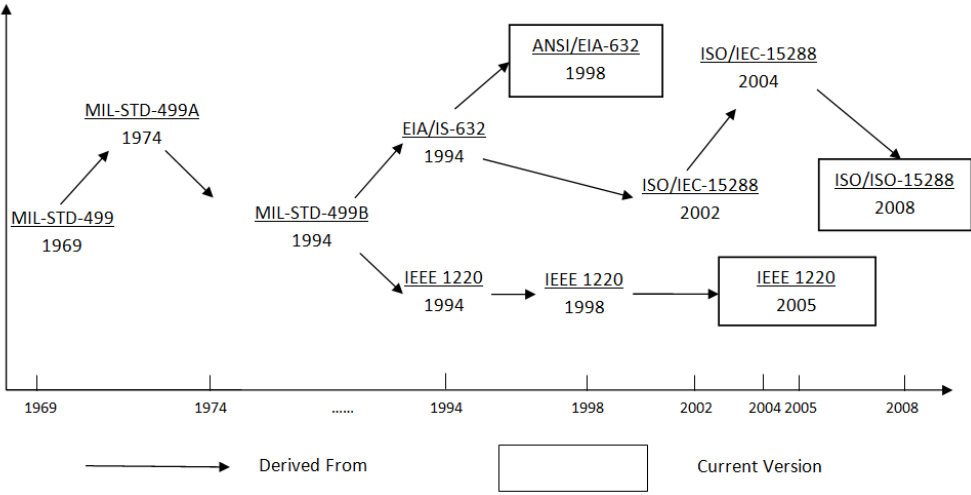 ANSI/EIA-632
1998
ISO/IEC-15288
2004
MIL-STD-499A
1974
EIA/IS-632
1994
ISO/IEC-15288
2002
ISO/ISO-15288
2008
MIL-STD-499
1969
MIL-STD-499B
1994
IEEE 1220
1994
IEEE 1220
1998
IEEE 1220
2005
1969
1974
......
1994
1998
2002
2004
2005
2008
Derived From
Current Version